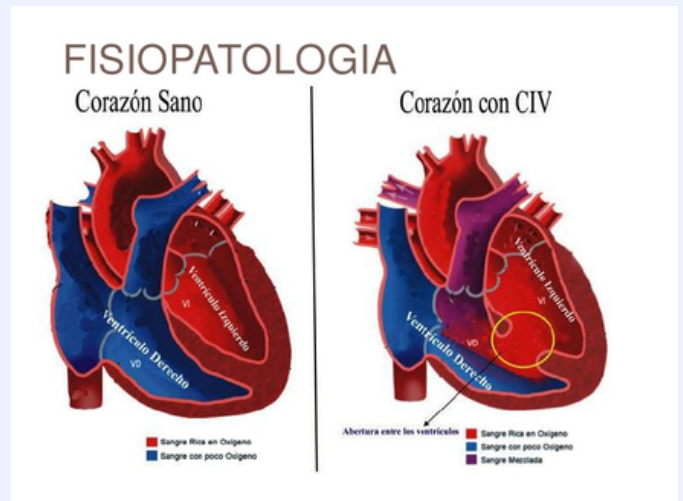 FISIOPATOLOGIA
Corazón Sano
Ventrículo Izquierdo
VI
Ventrículo Derecho
VD
Sangre Rica en Oxígeno
Sangre con poco Oxígeno
Corazón con CIV
Ventrículo Izquierdo
VI
Ventrículo Derecho
VD
Abertura entre los ventrículos
Sangre Rica en Oxígeno
Sangre con poco Oxígeno
Sangre Mezclada